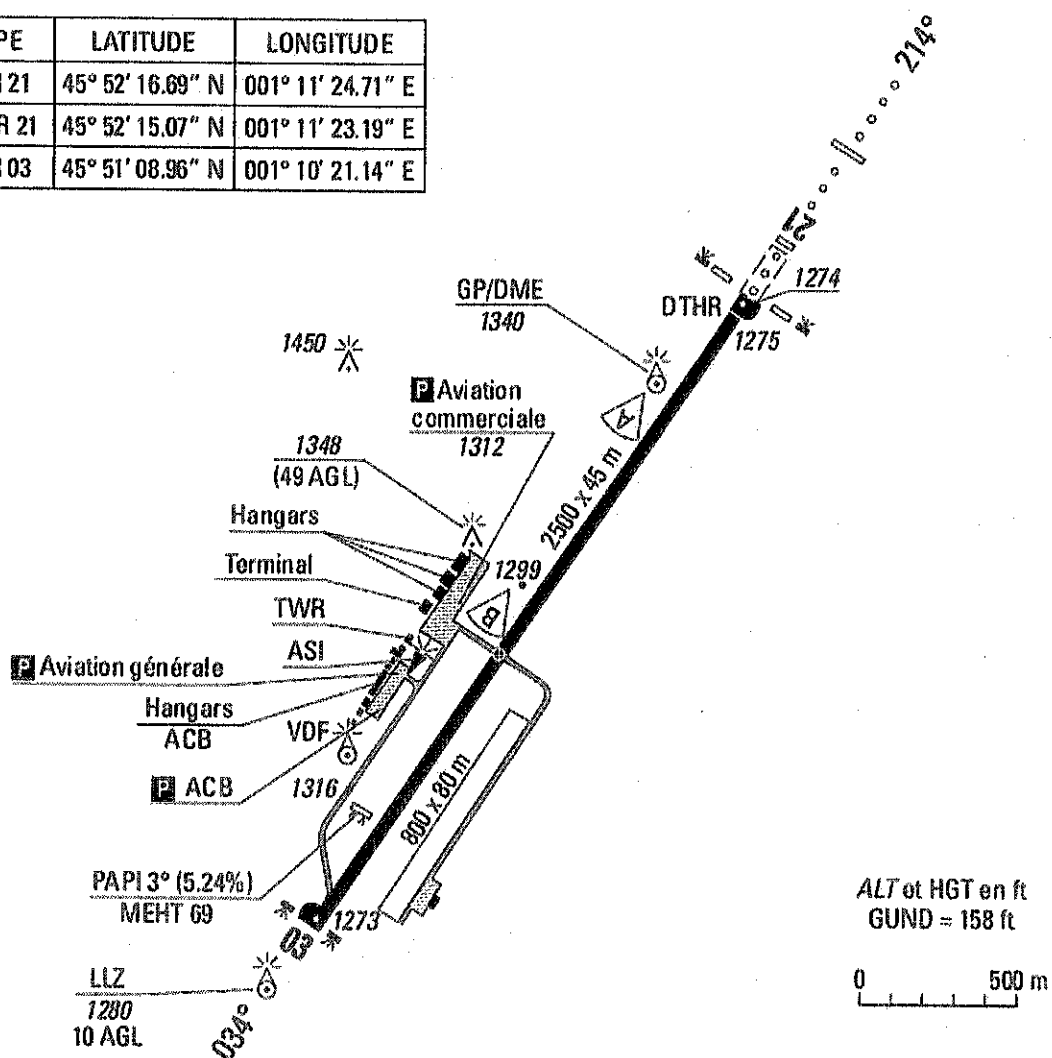 PE LATITUDE LONGITUDE
21 45° 52' 16.69" N 001° 11' 24.71" E
R 21 45° 52' 15.07" N 001° 11' 23.19" E
03 45° 51' 08.96" N 001° 10' 21.14" E
214°
21
1274
DTHR
1275
GP/DME
1340
1450
P Aviation
commerciale
1312
A
1348
(49 AGL)
2500 x 45 m
Hangars
Terminal
1299
TWR
B
ASI
P Aviation générale
Hangars
ACB
VDF
P ACB
1316
800 x 80 m
PAPI 3° (5.24%)
MEHT 69
1273
03
LLZ
1280
10 AGL
034°
ALT et HGT en ft
GUND = 158 ft
0 500 m